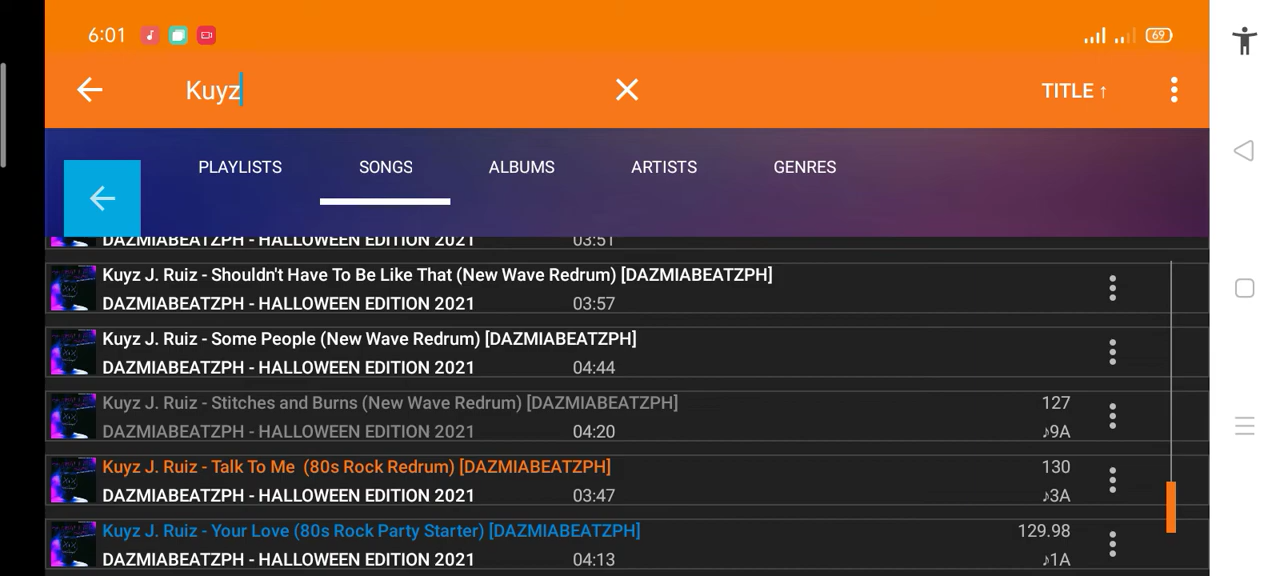 6:01
69
Kuyz
TITLE ↑
PLAYLISTS SONGS ALBUMS ARTISTS GENRES
DAZMIABEATZPH - HALLOWEEN EDITION 2021 03:51
Kuyz J. Ruiz - Shouldn't Have To Be Like That (New Wave Redrum) [DAZMIABEATZPH]
DAZMIABEATZPH - HALLOWEEN EDITION 2021 03:57
Kuyz J. Ruiz - Some People (New Wave Redrum) [DAZMIABEATZPH]
DAZMIABEATZPH - HALLOWEEN EDITION 2021 04:44
Kuyz J. Ruiz - Stitches and Burns (New Wave Redrum) [DAZMIABEATZPH] 127
DAZMIABEATZPH - HALLOWEEN EDITION 2021 04:20 ♪9A
Kuyz J. Ruiz - Talk To Me (80s Rock Redrum) [DAZMIABEATZPH] 130
DAZMIABEATZPH - HALLOWEEN EDITION 2021 03:47 ♪3A
Kuyz J. Ruiz - Your Love (80s Rock Party Starter) [DAZMIABEATZPH] 129.98
DAZMIABEATZPH - HALLOWEEN EDITION 2021 04:13 ♪1A